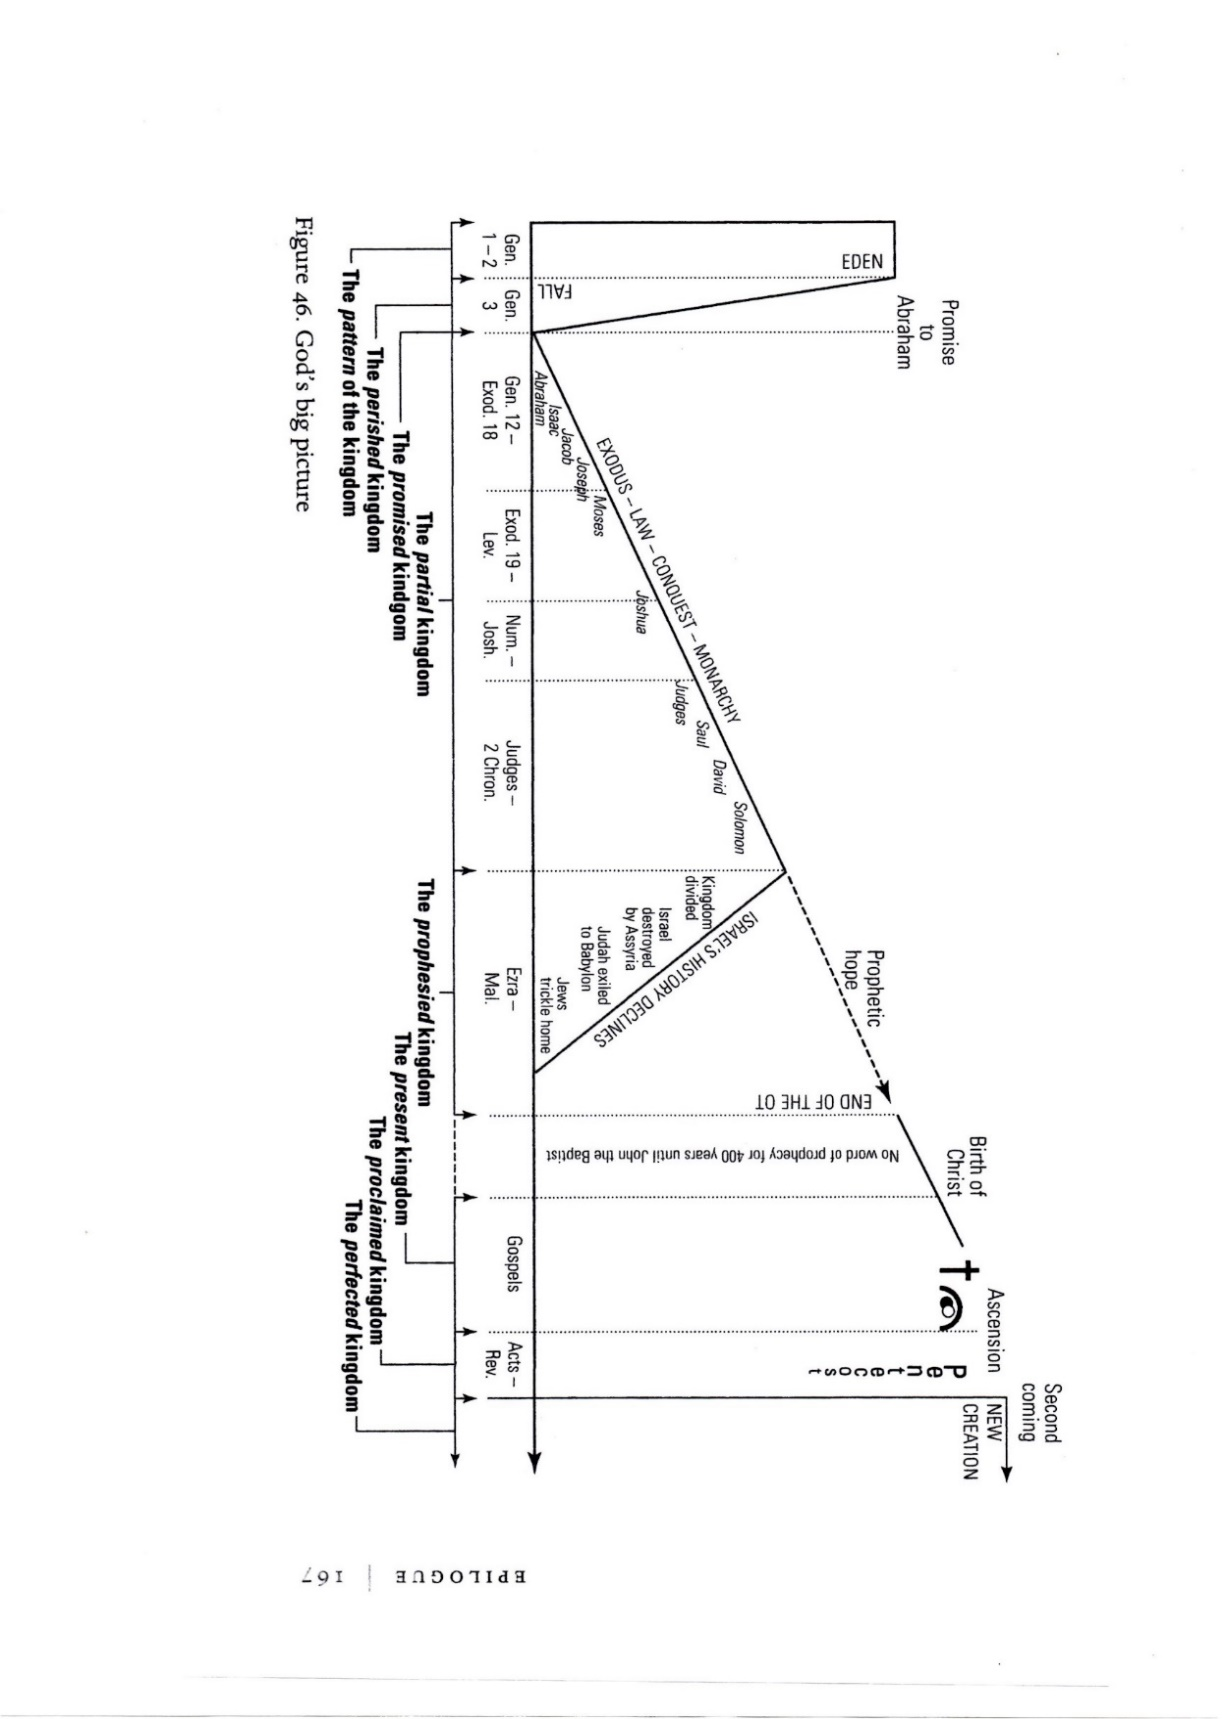 Second
coming
Ascension
Birth of
Christ
Promise
to
Abraham
NEW
CREATION
Pentecost
Prophetic
hope
EDEN
FALL
END OF THE OT
No word of prophecy for 400 years until John the Baptist
EXODUS – LAW – CONQUEST – MONARCHY
ISRAEL'S HISTORY DECLINES
Abraham
Isaac
Jacob
Joseph
Moses
Joshua
Judges
Saul
David
Solomon
Kingdom
divided
Israel
destroyed
by Assyria
Judah exiled
to Babylon
Jews
trickle home
Gen.
1 – 2
Gen.
3
Gen. 12 –
Exod. 18
Exod. 19 –
Lev.
Num. –
Josh.
Judges –
2 Chron.
Ezra –
Mal.
Gospels
Acts –
Rev.
The partial kingdom
The prophesied kingdom
The promised kindgom
The present kingdom
The perished kingdom
The proclaimed kingdom
The pattern of the kingdom
The perfected kingdom
Figure 46. God's big picture
EPILOGUE | 167